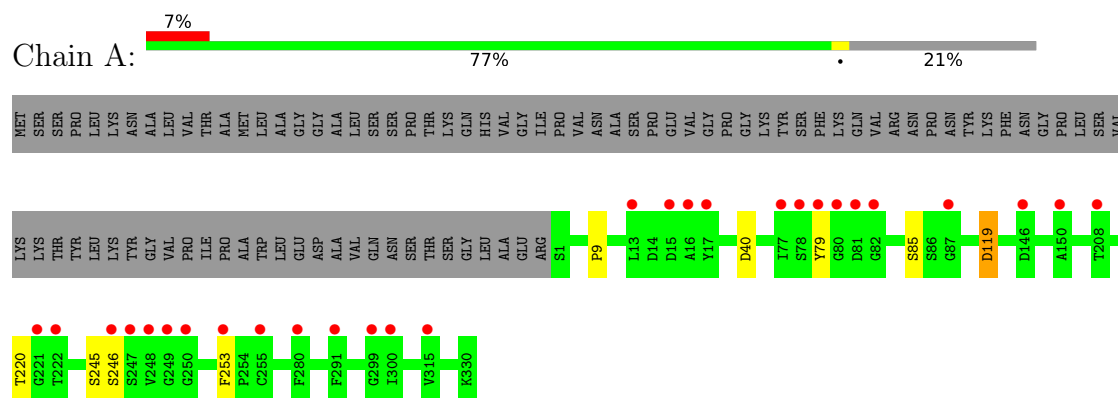 7%
Chain A:
77%
•
21%
MET SER SER PRO LEU LYS ASN ALA LEU VAL THR ALA MET LEU ALA GLY GLY ALA LEU SER SER PRO THR LYS GLN HIS VAL GLY ILE PRO VAL ASN ALA SER PRO GLU VAL GLY PRO GLY LYS TYR SER PHE LYS GLN VAL ARG ASN PRO ASN TYR LYS PHE ASN GLY PRO LEU SER VAL
LYS LYS THR TYR LEU LYS TYR GLY VAL PRO ILE PRO ALA TRP LEU GLU ASP ALA VAL GLN ASN SER THR SER GLY LEU ALA GLU ARG S1 P9 L13 D14 D15 A16 Y17 D40 I77 S78 Y79 G80 D81 G82 S85 S86 G87 D119 D146 A150 T208
T220 G221 T222 S245 S246 S247 V248 G249 G250 F253 P254 C255 F280 F291 G299 I300 V315 K330